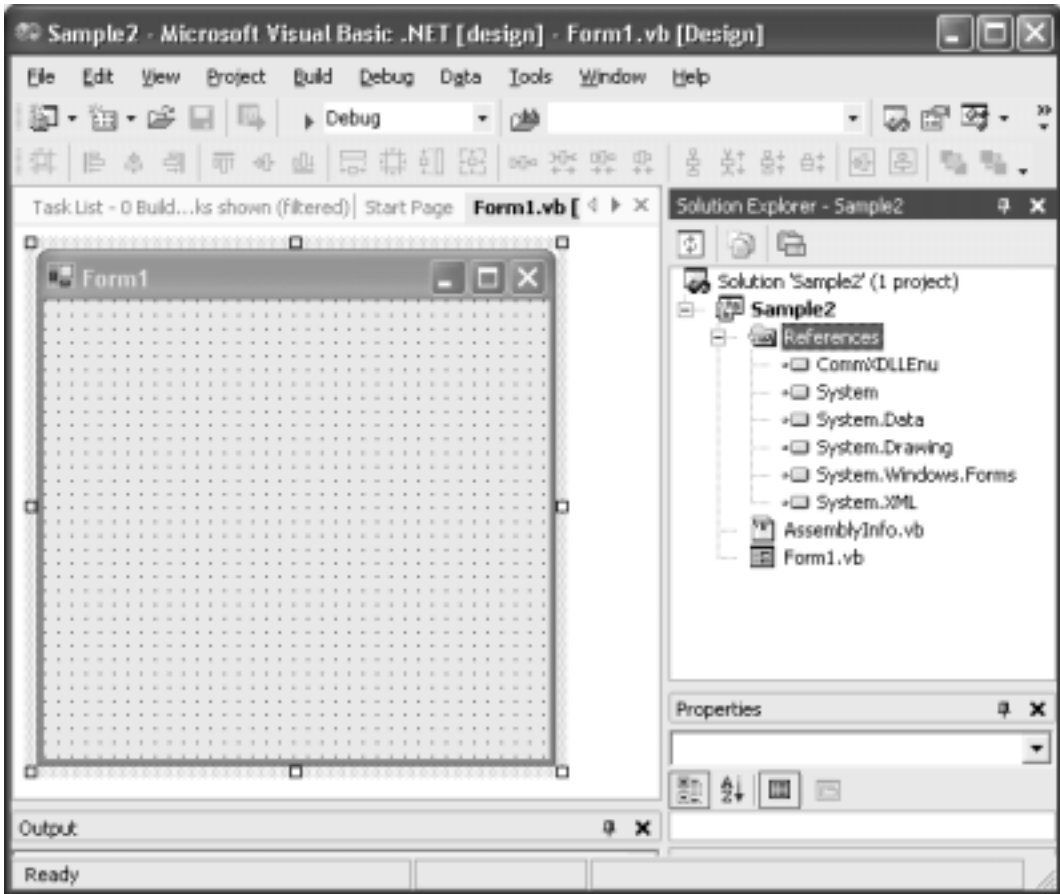 Sample2 - Microsoft Visual Basic .NET [design] - Form1.vb [Design]
File Edit View Project Build Debug Data Tools Window Help
Debug
Task List - 0 Build...ks shown (filtered) Start Page Form1.vb [
Solution Explorer - Sample2
Form1
Solution 'Sample2' (1 project)
Sample2
References
CommXDLLEnu
System
System.Data
System.Drawing
System.Windows.Forms
System.XML
AssemblyInfo.vb
Form1.vb
Properties
Output
Ready